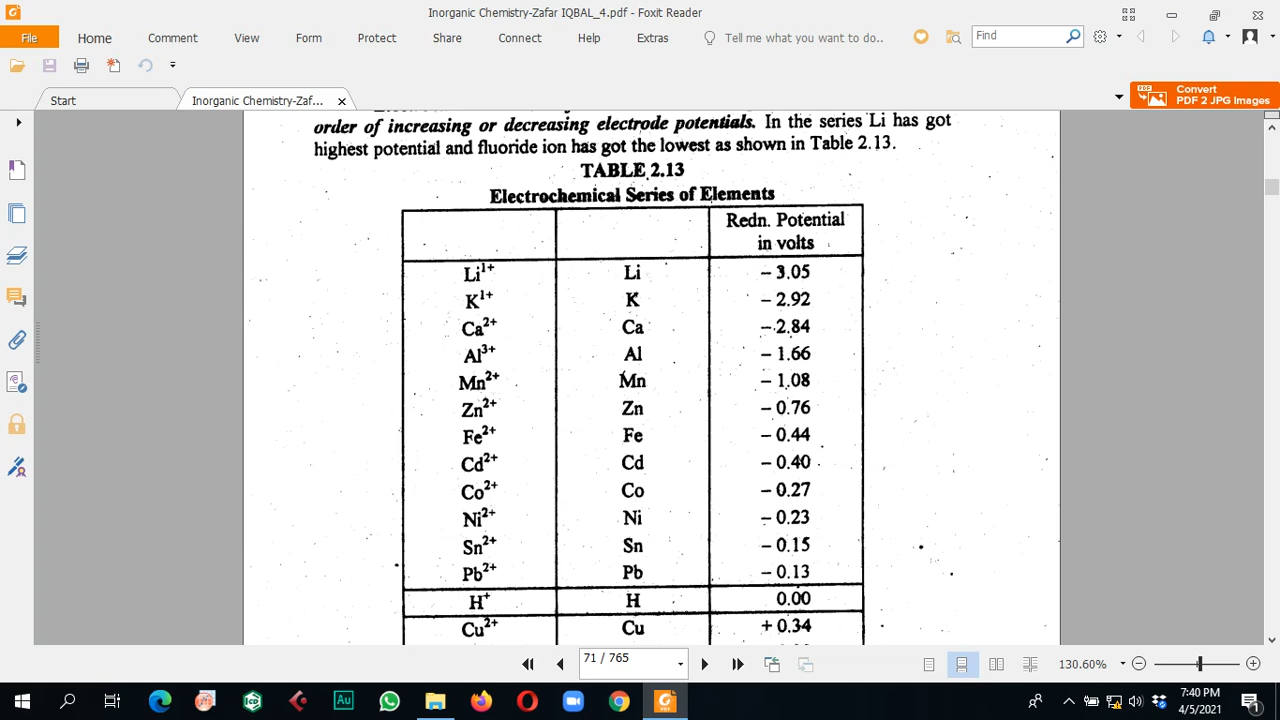 Inorganic Chemistry-Zafar IQBAL_4.pdf - Foxit Reader
File Home Comment View Form Protect Share Connect Help Extras Tell me what you want to do.. Find
Convert
PDF 2 JPG Images
Start Inorganic Chemistry-Zaf...
order of increasing or decreasing electrode potentials. In the series Li has got
highest potential and fluoride ion has got the lowest as shown in Table 2.13.
TABLE 2.13
Electrochemical Series of Elements
Redn. Potential
in volts
Li¹⁺ Li − 3.05
K¹⁺ K − 2.92
Ca²⁺ Ca − 2.84
Al³⁺ Al − 1.66
Mn²⁺ Mn − 1.08
Zn²⁺ Zn − 0.76
Fe²⁺ Fe − 0.44
Cd²⁺ Cd − 0.40
Co²⁺ Co − 0.27
Ni²⁺ Ni − 0.23
Sn²⁺ Sn − 0.15
Pb²⁺ Pb − 0.13
H⁺ H 0.00
Cu²⁺ Cu + 0.34
71 / 765 130.60%
Au
7:40 PM
4/5/2021
1